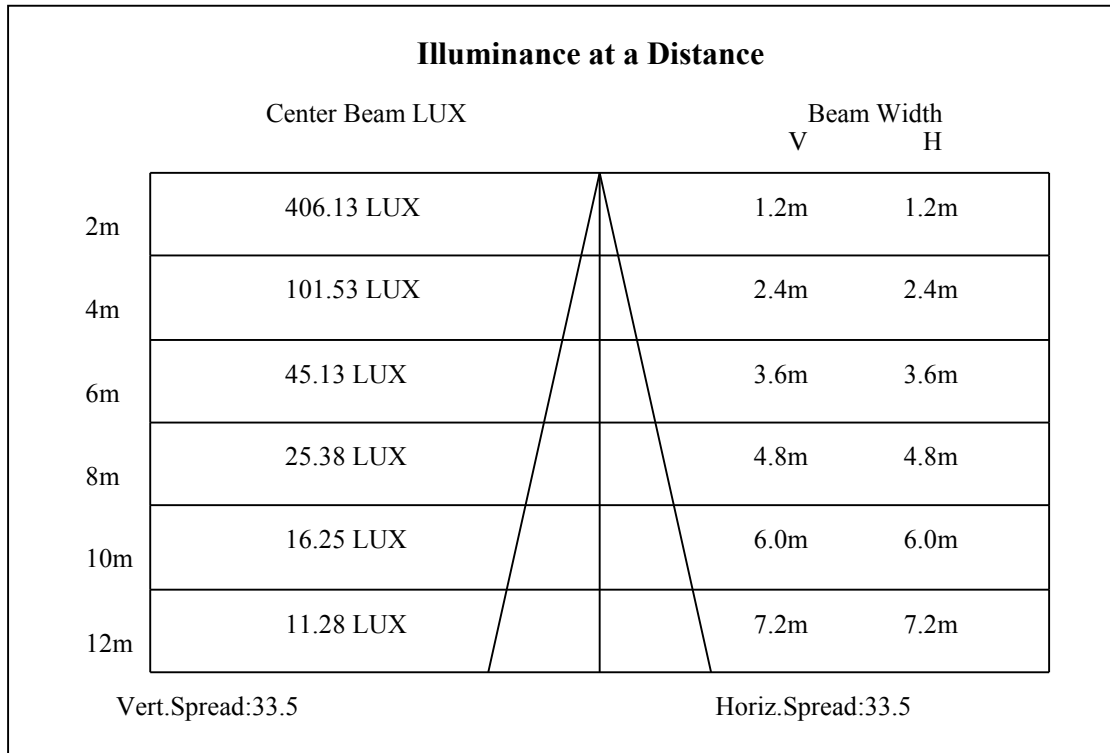 Illuminance at a Distance
Center Beam LUX Beam Width
V H
2m 406.13 LUX 1.2m 1.2m
4m 101.53 LUX 2.4m 2.4m
6m 45.13 LUX 3.6m 3.6m
8m 25.38 LUX 4.8m 4.8m
10m 16.25 LUX 6.0m 6.0m
12m 11.28 LUX 7.2m 7.2m
Vert.Spread:33.5 Horiz.Spread:33.5